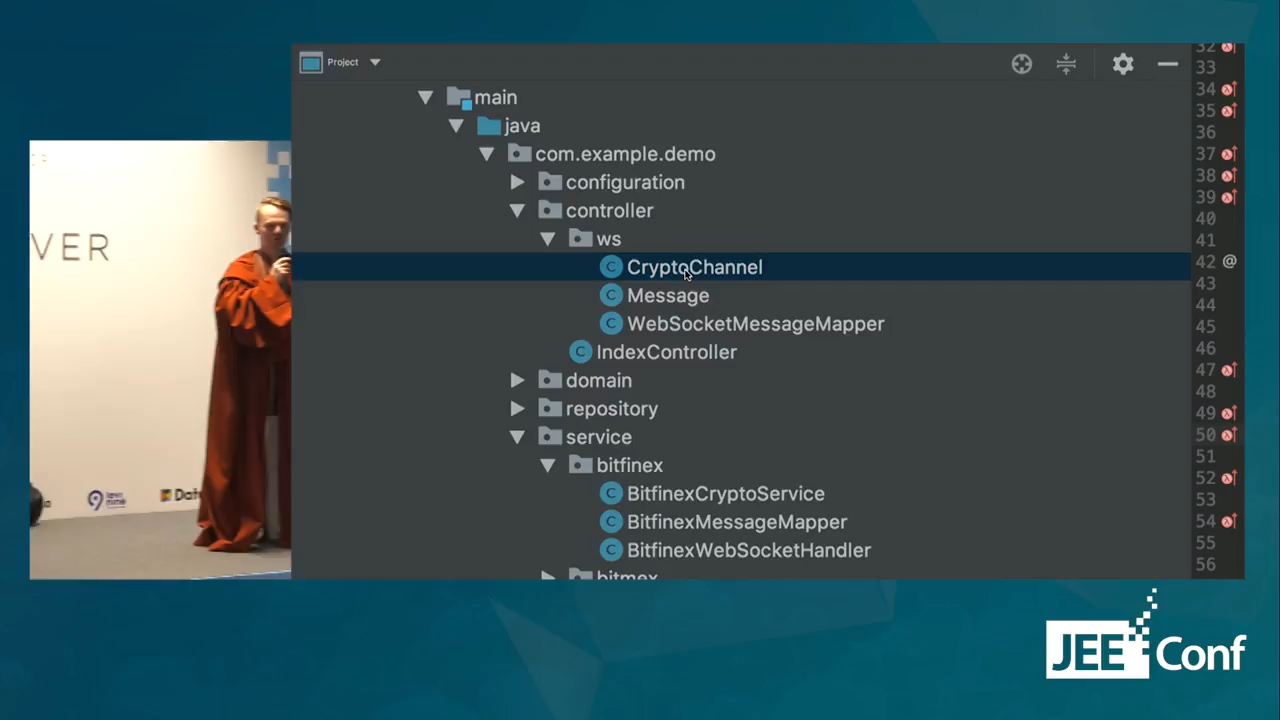 Project
main
java
com.example.demo
configuration
controller
ws
CryptoChannel
Message
WebSocketMessageMapper
IndexController
domain
repository
service
bitfinex
BitfinexCryptoService
BitfinexMessageMapper
BitfinexWebSocketHandler
bitmex
32
33
34
35
36
37
38
39
40
41
42 @
43
44
45
46
47
48
49
50
51
52
53
54
55
56
VER
JEE Conf